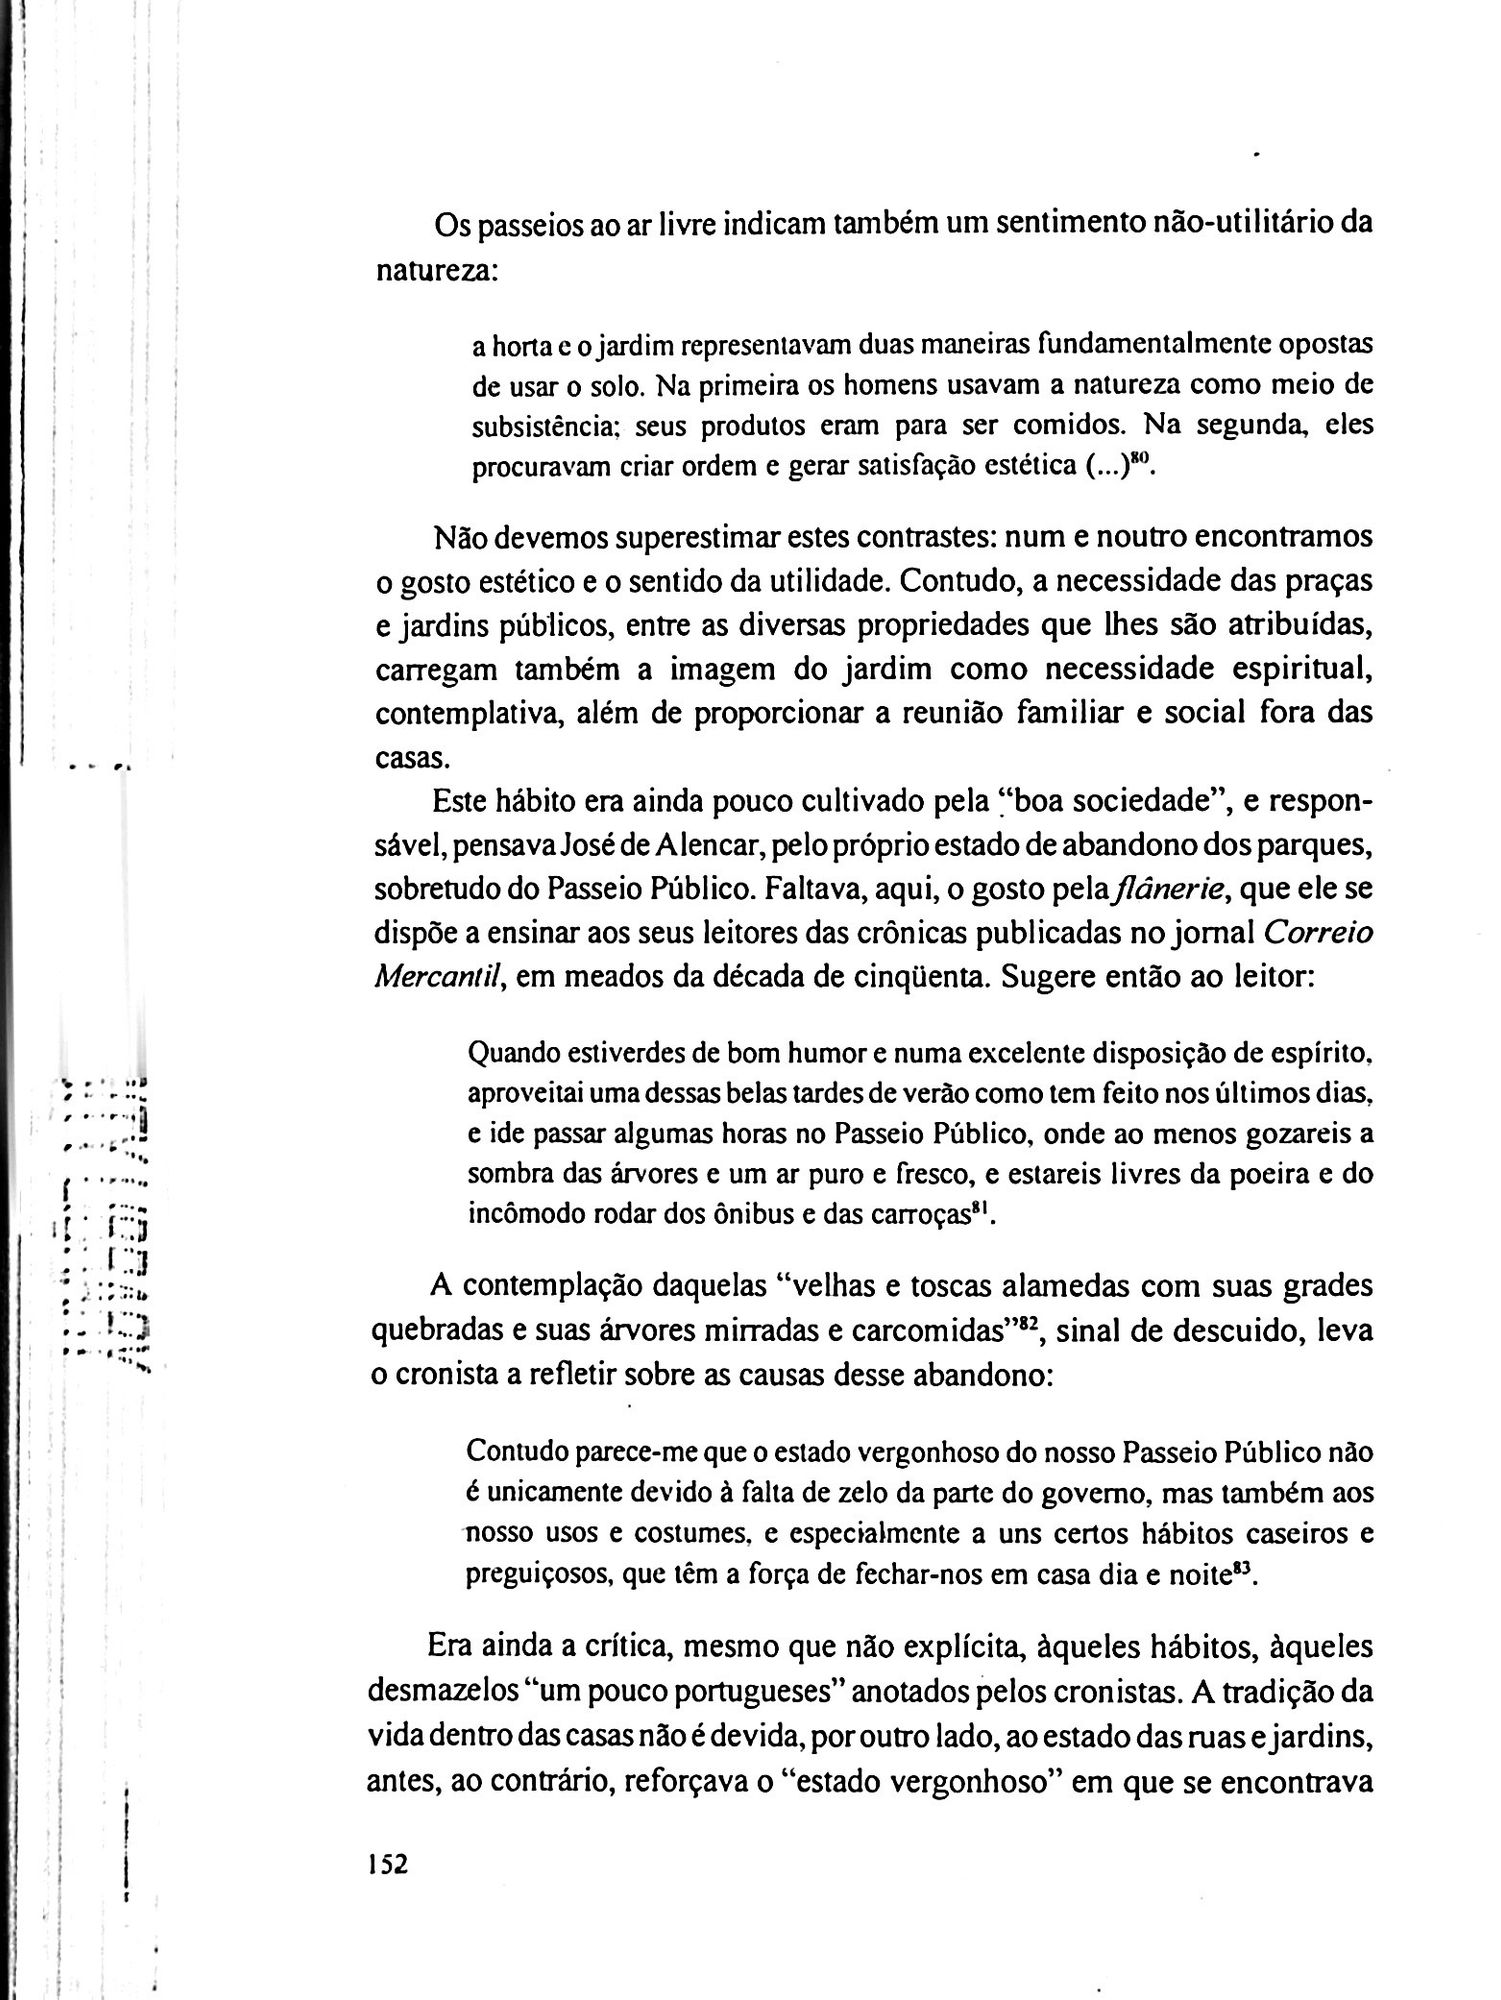 Os passeios ao ar livre indicam também um sentimento não-utilitário da
natureza:
a horta e o jardim representavam duas maneiras fundamentalmente opostas
de usar o solo. Na primeira os homens usavam a natureza como meio de
subsistência; seus produtos eram para ser comidos. Na segunda, eles
procuravam criar ordem e gerar satisfação estética (...)⁸⁰.
Não devemos superestimar estes contrastes: num e noutro encontramos
o gosto estético e o sentido da utilidade. Contudo, a necessidade das praças
e jardins públicos, entre as diversas propriedades que lhes são atribuídas,
carregam também a imagem do jardim como necessidade espiritual,
contemplativa, além de proporcionar a reunião familiar e social fora das
casas.
Este hábito era ainda pouco cultivado pela “boa sociedade”, e respon-
sável, pensava José de Alencar, pelo próprio estado de abandono dos parques,
sobretudo do Passeio Público. Faltava, aqui, o gosto pela flânerie, que ele se
dispõe a ensinar aos seus leitores das crônicas publicadas no jornal Correio
Mercantil, em meados da década de cinqüenta. Sugere então ao leitor:
Quando estiverdes de bom humor e numa excelente disposição de espírito,
aproveitai uma dessas belas tardes de verão como tem feito nos últimos dias,
e ide passar algumas horas no Passeio Público, onde ao menos gozareis a
sombra das árvores e um ar puro e fresco, e estareis livres da poeira e do
incômodo rodar dos ônibus e das carroças⁸¹.
A contemplação daquelas “velhas e toscas alamedas com suas grades
quebradas e suas árvores mirradas e carcomidas”⁸², sinal de descuido, leva
o cronista a refletir sobre as causas desse abandono:
Contudo parece-me que o estado vergonhoso do nosso Passeio Público não
é unicamente devido à falta de zelo da parte do governo, mas também aos
nosso usos e costumes, e especialmente a uns certos hábitos caseiros e
preguiçosos, que têm a força de fechar-nos em casa dia e noite⁸³.
Era ainda a crítica, mesmo que não explícita, àqueles hábitos, àqueles
desmazelos “um pouco portugueses” anotados pelos cronistas. A tradição da
vida dentro das casas não é devida, por outro lado, ao estado das ruas e jardins,
antes, ao contrário, reforçava o “estado vergonhoso” em que se encontrava
152